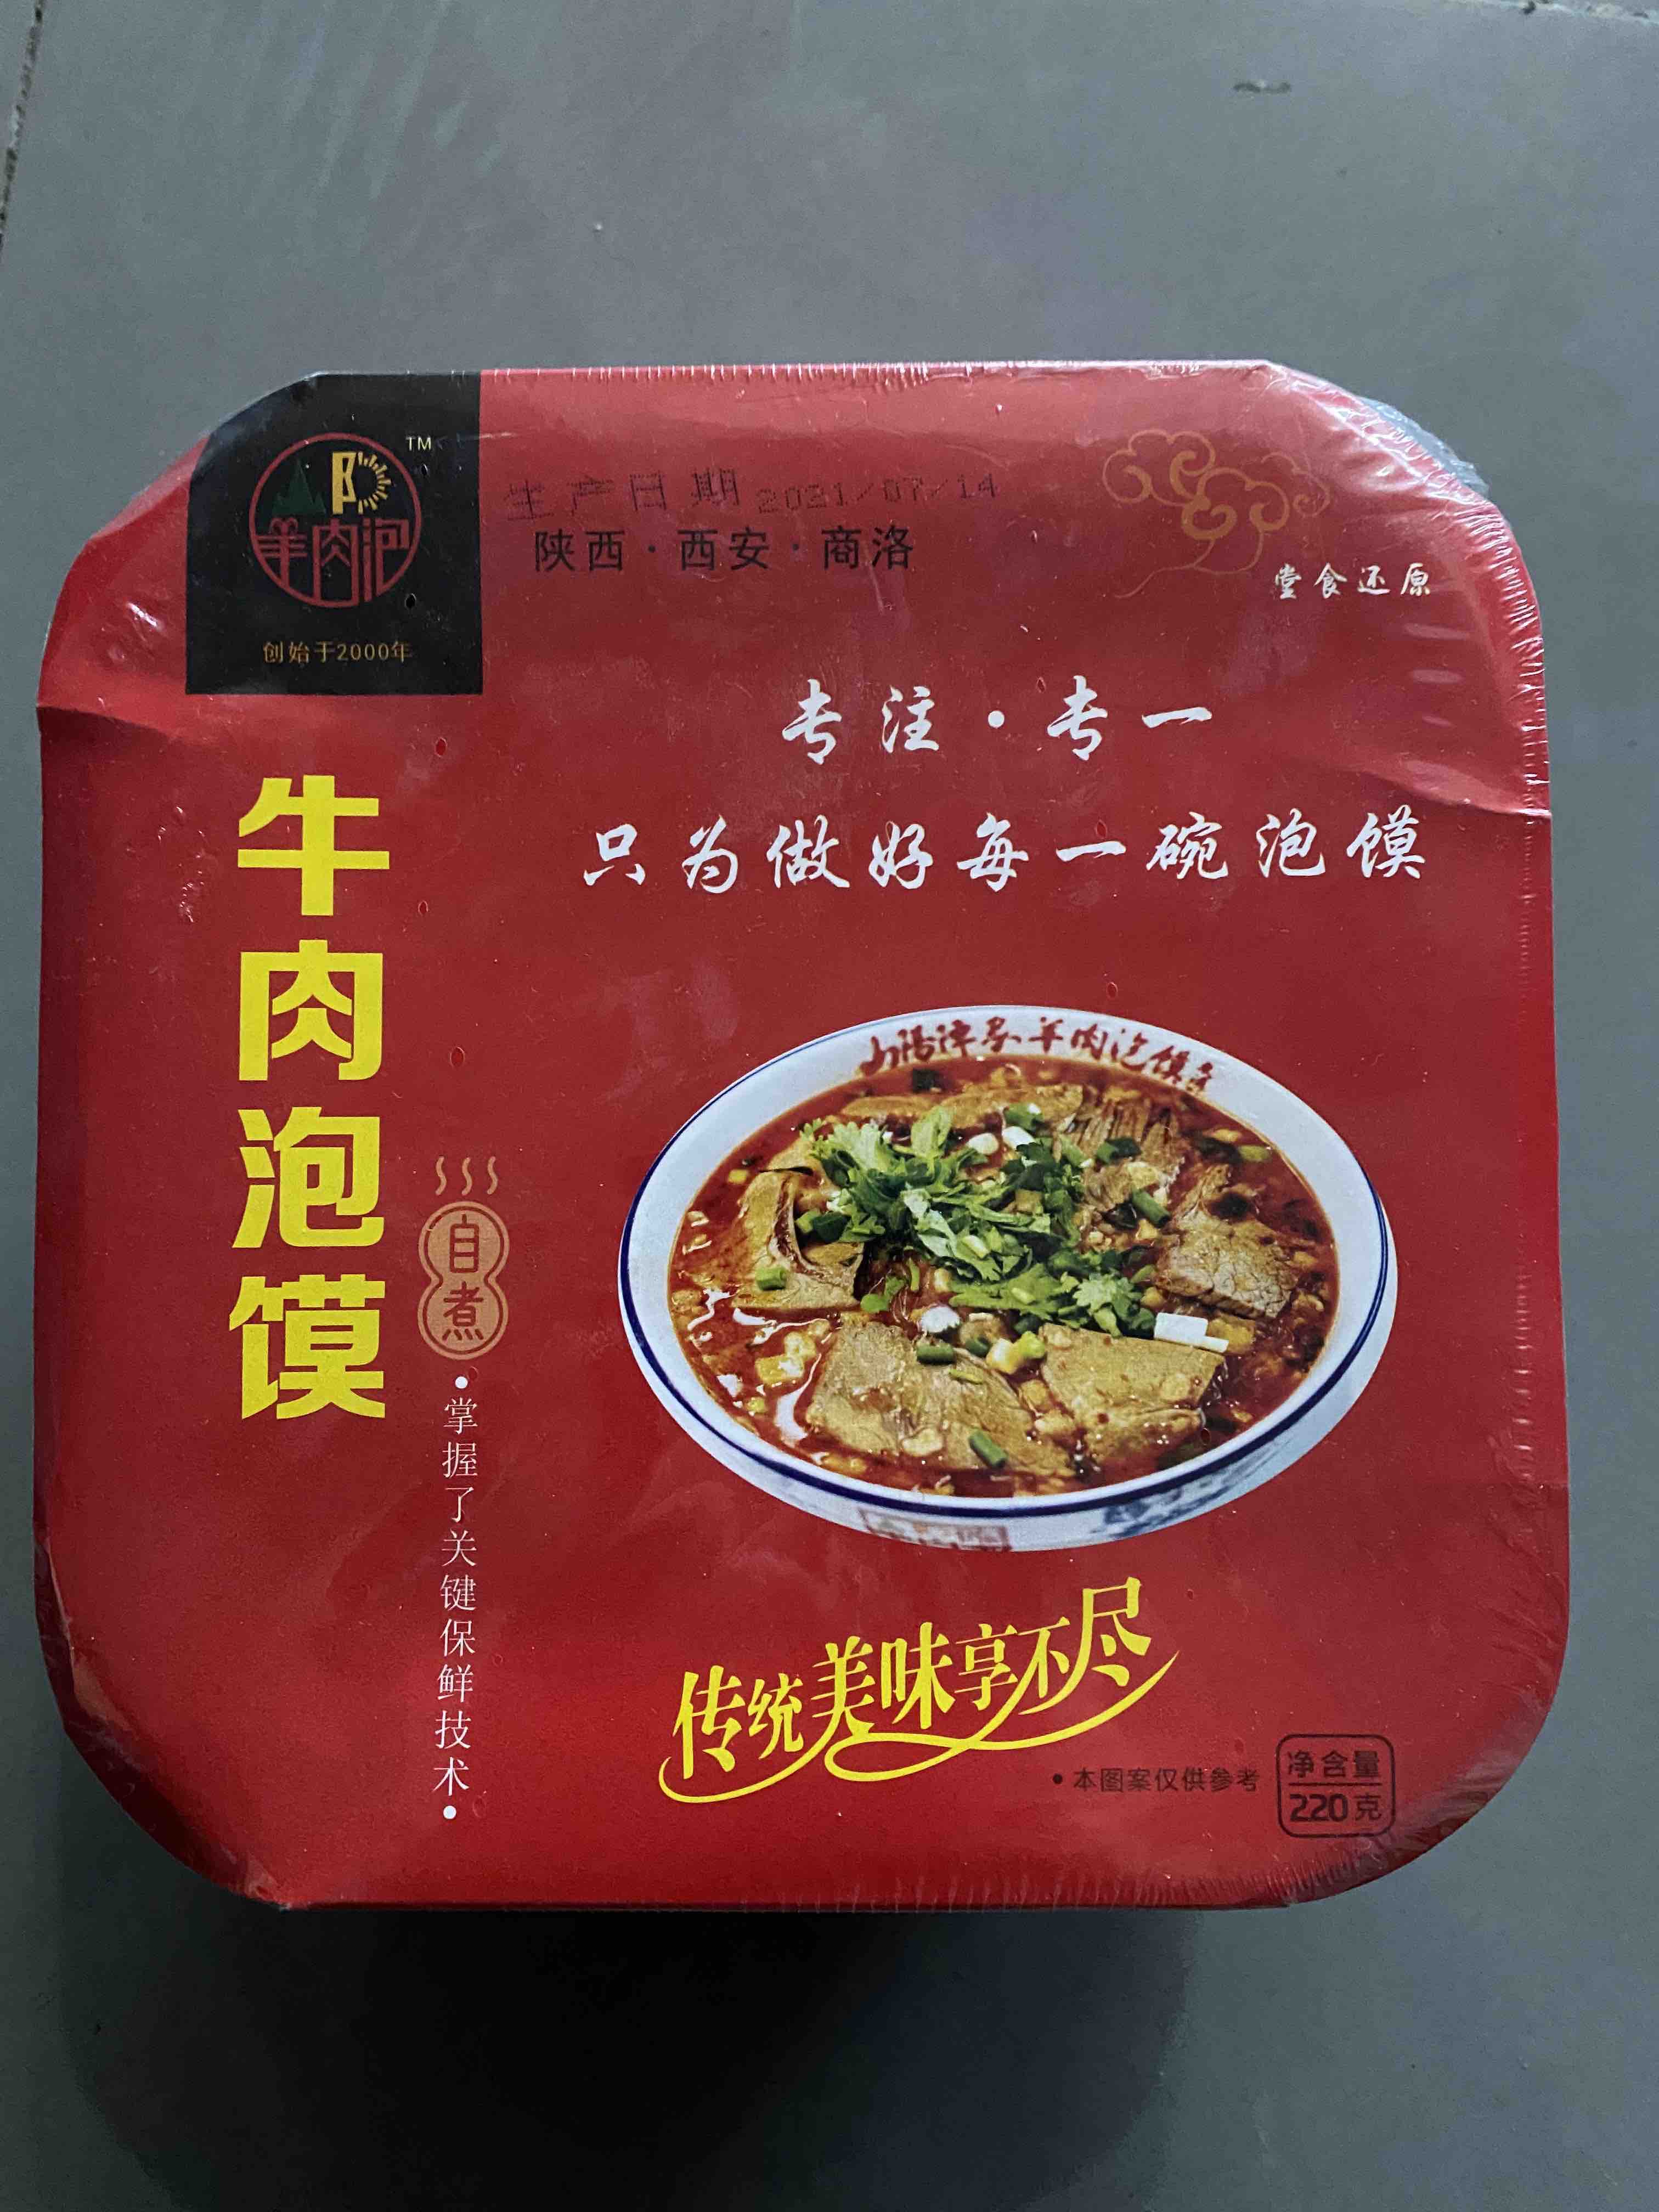 TM
羊肉泡
创始于2000年
生产日期 2021/07/14
陕西·西安·商洛
堂食还原
专注·专一
只为做好每一碗泡馍
牛肉泡馍
自煮
•掌握了关键保鲜技术•
羊肉泡馍
传统美味享不尽
•本图案仅供参考
净含量
220克